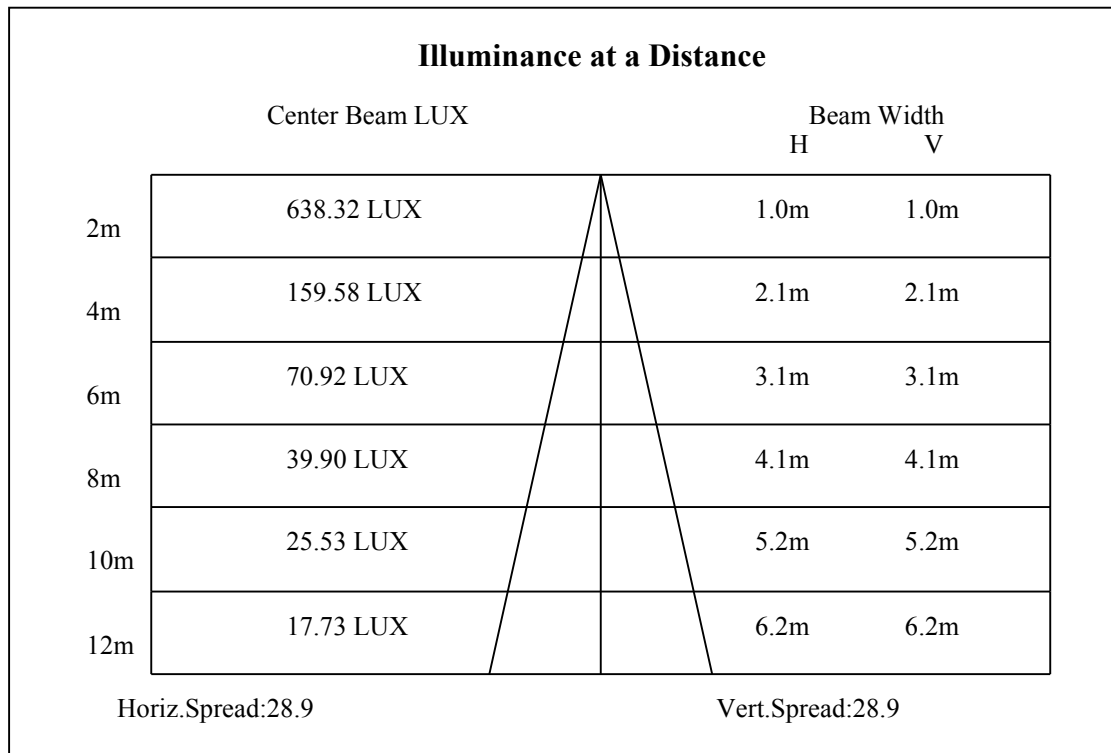 Illuminance at a Distance
Center Beam LUX Beam Width
H V
638.32 LUX 1.0m 1.0m
2m
159.58 LUX 2.1m 2.1m
4m
70.92 LUX 3.1m 3.1m
6m
39.90 LUX 4.1m 4.1m
8m
25.53 LUX 5.2m 5.2m
10m
17.73 LUX 6.2m 6.2m
12m
Horiz.Spread:28.9 Vert.Spread:28.9